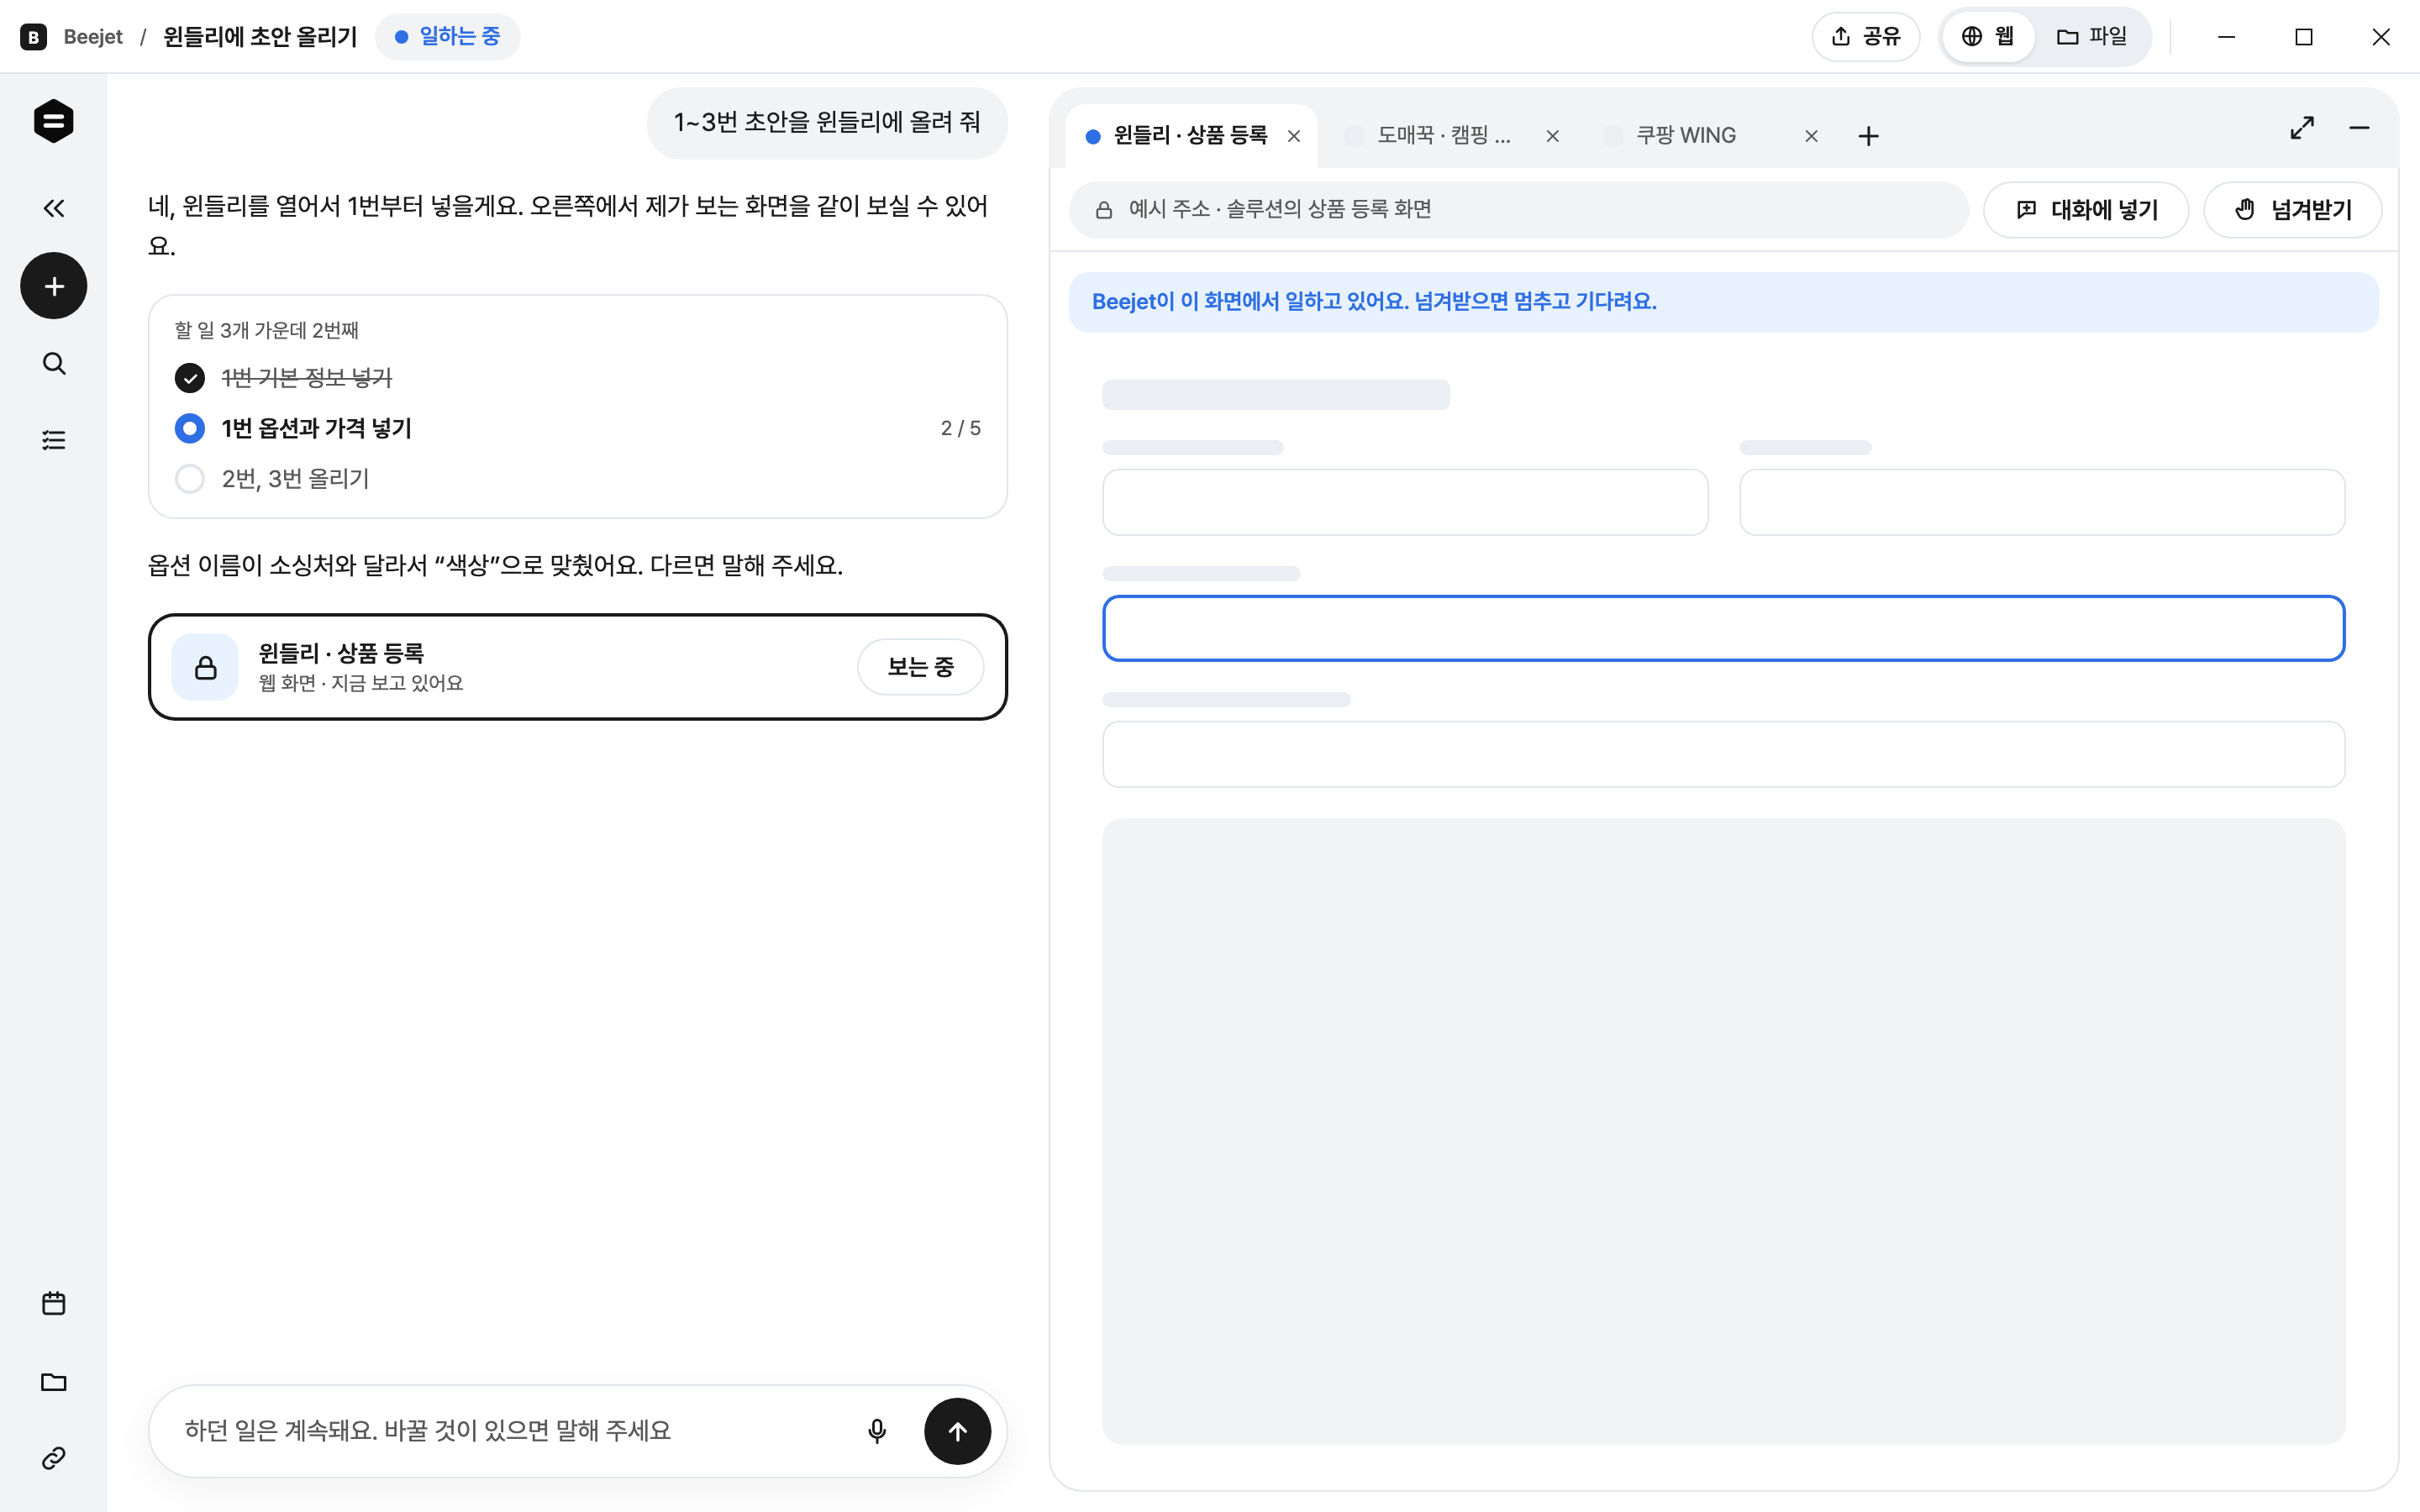 B Beejet / 윈들리에 초안 올리기 일하는 중
공유 웹 파일
1~3번 초안을 윈들리에 올려 줘
네, 윈들리를 열어서 1번부터 넣을게요. 오른쪽에서 제가 보는 화면을 같이 보실 수 있어
요.
할 일 3개 가운데 2번째
1번 기본 정보 넣기
1번 옵션과 가격 넣기 2 / 5
2번, 3번 올리기
옵션 이름이 소싱처와 달라서 “색상”으로 맞췄어요. 다르면 말해 주세요.
윈들리 · 상품 등록
웹 화면 · 지금 보고 있어요
보는 중
하던 일은 계속돼요. 바꿀 것이 있으면 말해 주세요
윈들리 · 상품 등록 도매꾹 · 캠핑 ... 쿠팡 WING
예시 주소 · 솔루션의 상품 등록 화면 대화에 넣기 넘겨받기
Beejet이 이 화면에서 일하고 있어요. 넘겨받으면 멈추고 기다려요.